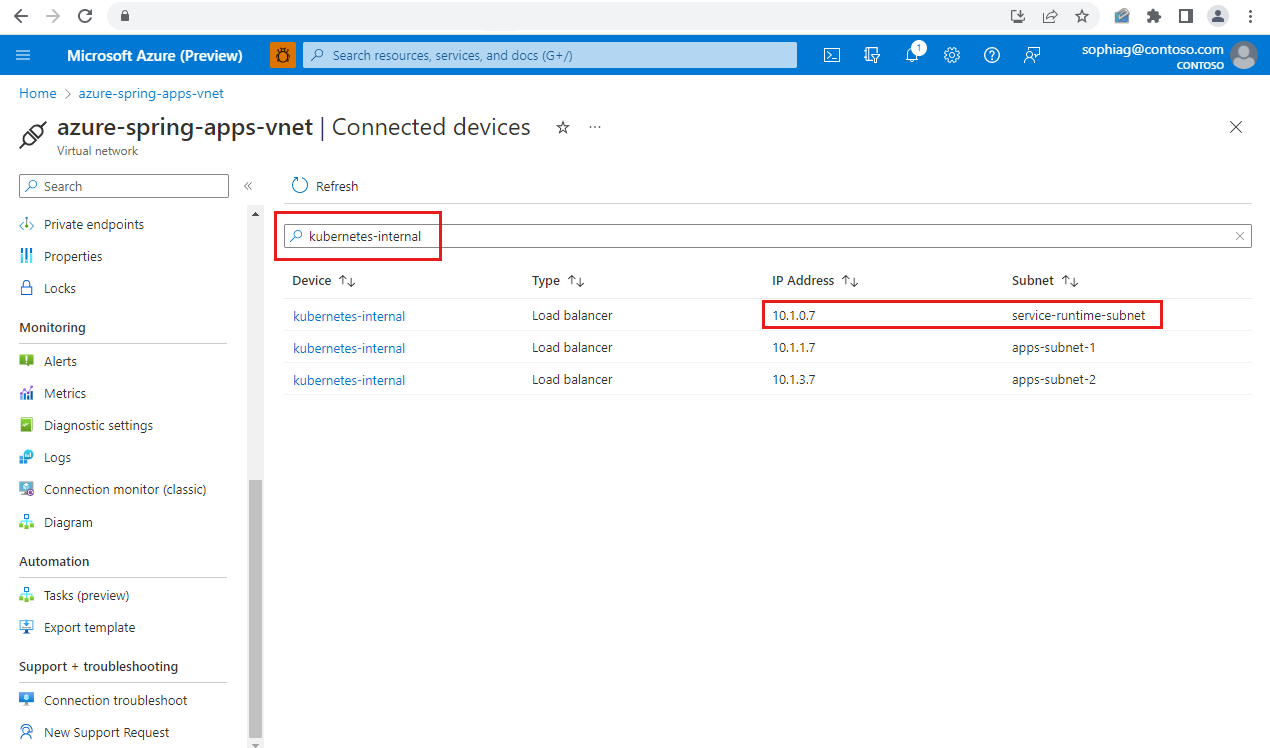 Microsoft Azure (Preview)
Search resources, services, and docs (G+/)
1
sophiag@contoso.com
CONTOSO
Home > azure-spring-apps-vnet
azure-spring-apps-vnet | Connected devices
Virtual network
Search
Refresh
Private endpoints
Properties
Locks
Monitoring
Alerts
Metrics
Diagnostic settings
Logs
Connection monitor (classic)
Diagram
Automation
Tasks (preview)
Export template
Support + troubleshooting
Connection troubleshoot
New Support Request
kubernetes-internal
Device Type IP Address Subnet
kubernetes-internal Load balancer 10.1.0.7 service-runtime-subnet
kubernetes-internal Load balancer 10.1.1.7 apps-subnet-1
kubernetes-internal Load balancer 10.1.3.7 apps-subnet-2